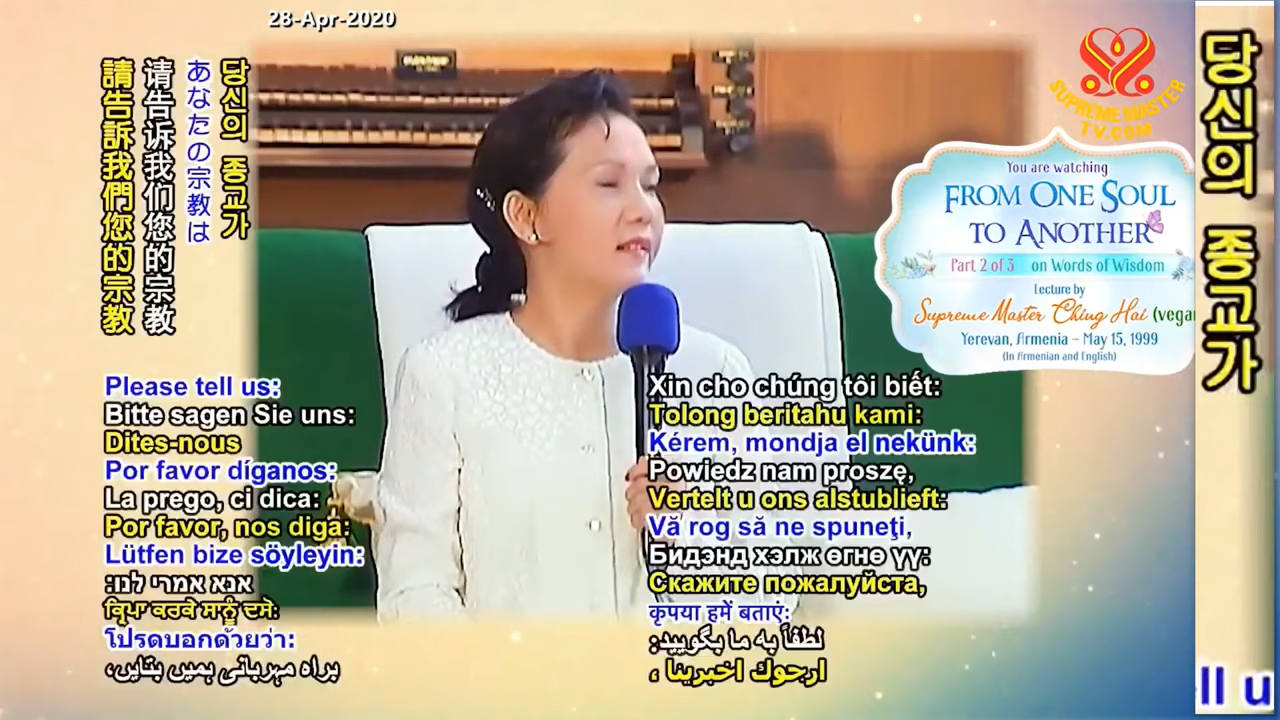 28-Apr-2020
당신의 종교가
あなたの宗教は
请告诉我们您的宗教
請告訴我們您的宗教
SUPREME MASTER
TV.COM
You are watching
FROM ONE SOUL
TO ANOTHER
Part 2 of 3 on Words of Wisdom
Lecture by
Supreme Master Ching Hai (vegan
Yerevan, Armenia – May 15, 1999
(In Armenian and English)
Please tell us:
Bitte sagen Sie uns:
Dites-nous
Por favor díganos:
La prego, ci dica:
Por favor, nos diga:
Lütfen bize söyleyin:
אנא אמרי לנו:
ਕ੍ਰਿਪਾ ਕਰਕੇ ਸਾਨੂੰ ਦਸੋ:
โปรดบอกด้วยว่า:
براہ مہربانی ہمیں بتایں،
Xin cho chúng tôi biết:
Tolong beritahu kami:
Kérem, mondja el nekünk:
Powiedz nam proszę,
Vertelt u ons alstublieft:
Vă rog să ne spuneţi,
Бидэнд хэлж өгнө үү:
Скажите пожалуйста,
कृपया हमें बताएं:
لطفاً به ما بگویید:
ارجوك اخبرينا ،
당신의 종교가
ll u